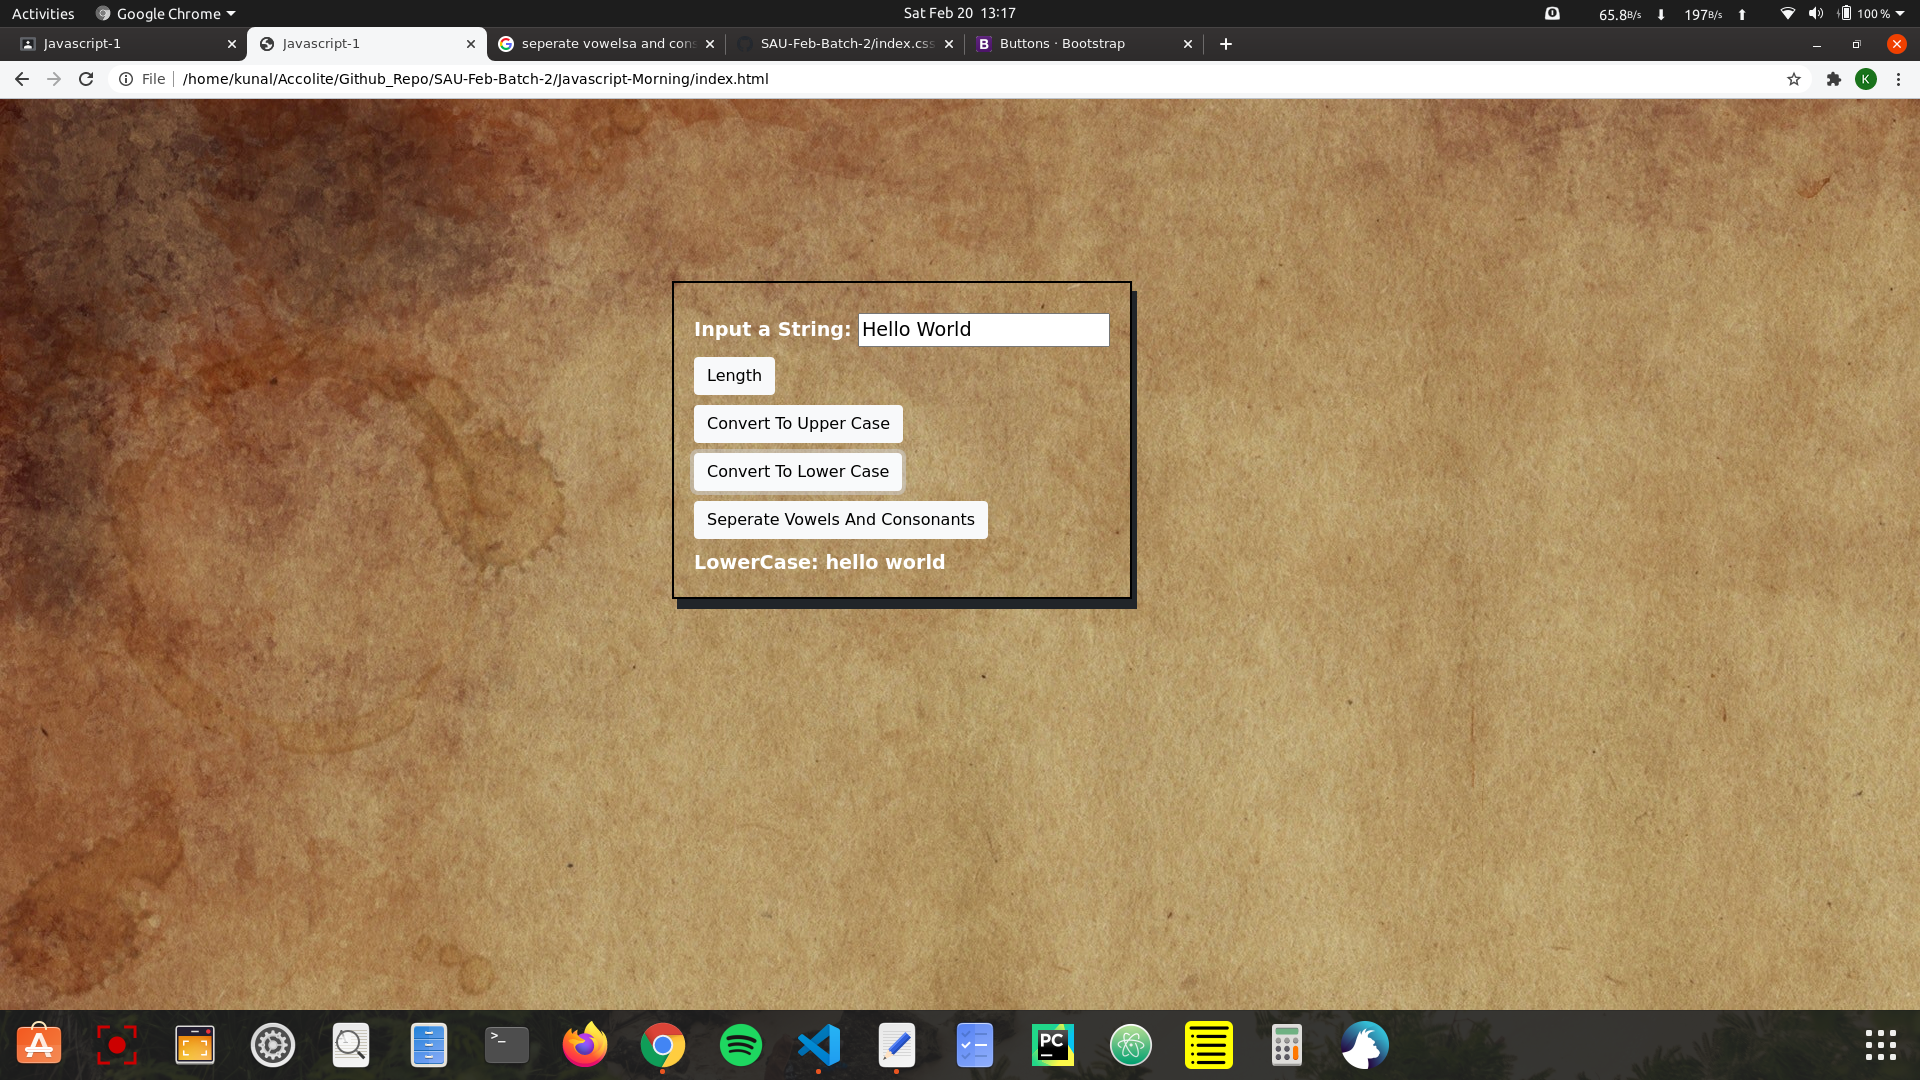 Activities
Google Chrome
Sat Feb 20 13:17
65.8B/s
197B/s
100 %
Javascript-1
Javascript-1
seperate vowelsa and cons
SAU-Feb-Batch-2/index.css
Buttons · Bootstrap
File
/home/kunal/Accolite/Github_Repo/SAU-Feb-Batch-2/Javascript-Morning/index.html
K
Input a String: Hello World
Length
Convert To Upper Case
Convert To Lower Case
Seperate Vowels And Consonants
LowerCase: hello world
>_
PC